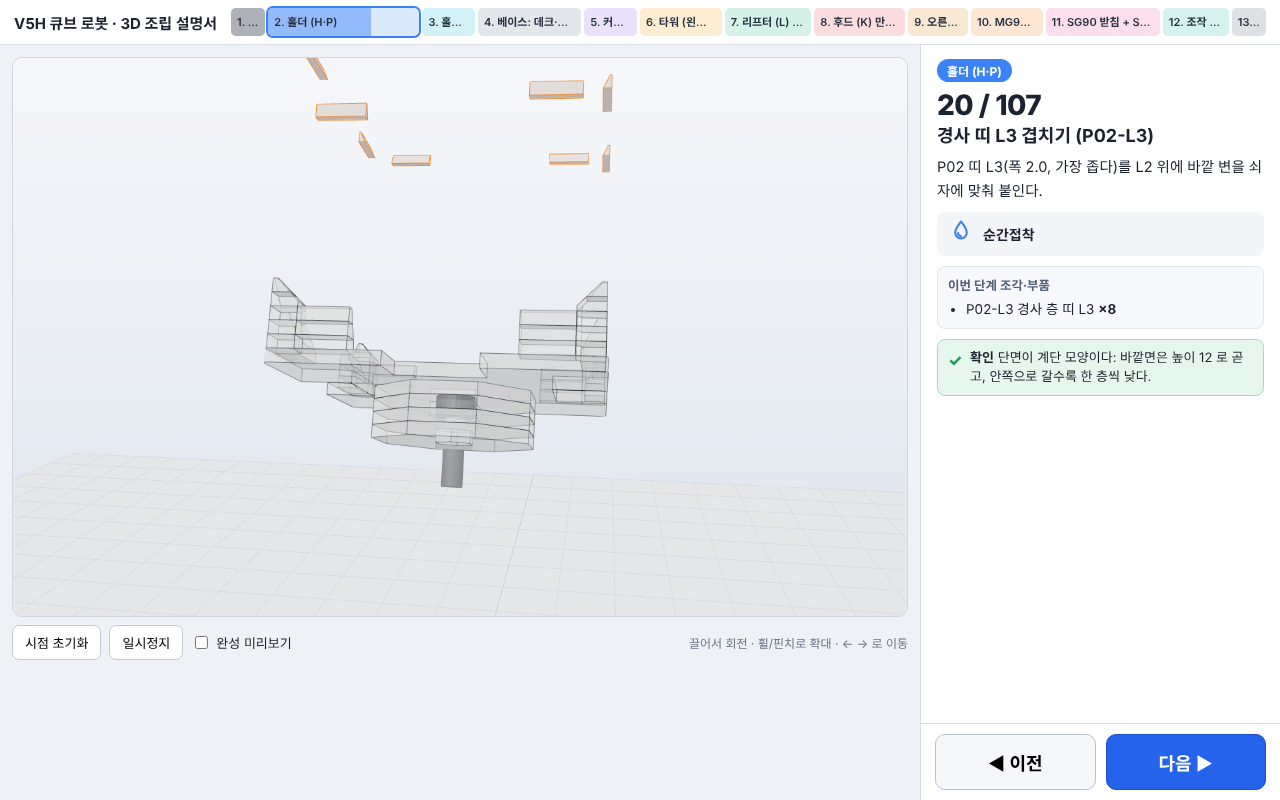 V5H 큐브 로봇 · 3D 조립 설명서
1. ...
2. 홀더 (H·P)
3. 홀...
4. 베이스: 데크·...
5. 커...
6. 타워 (왼...
7. 리프터 (L) ...
8. 후드 (K) 만...
9. 오른...
10. MG9...
11. SG90 받침 + S...
12. 조작 ...
13...
홀더 (H·P)
20 / 107
경사 띠 L3 겹치기 (P02-L3)
P02 띠 L3(폭 2.0, 가장 좁다)를 L2 위에 바깥 변을 쇠
자에 맞춰 붙인다.
순간접착
이번 단계 조각·부품
• P02-L3 경사 층 띠 L3 ×8
✓ 확인 단면이 계단 모양이다: 바깥면은 높이 12 로 곧
고, 안쪽으로 갈수록 한 층씩 낮다.
시점 초기화
일시정지
완성 미리보기
끌어서 회전 · 휠/핀치로 확대 · ← → 로 이동
◀ 이전
다음 ▶